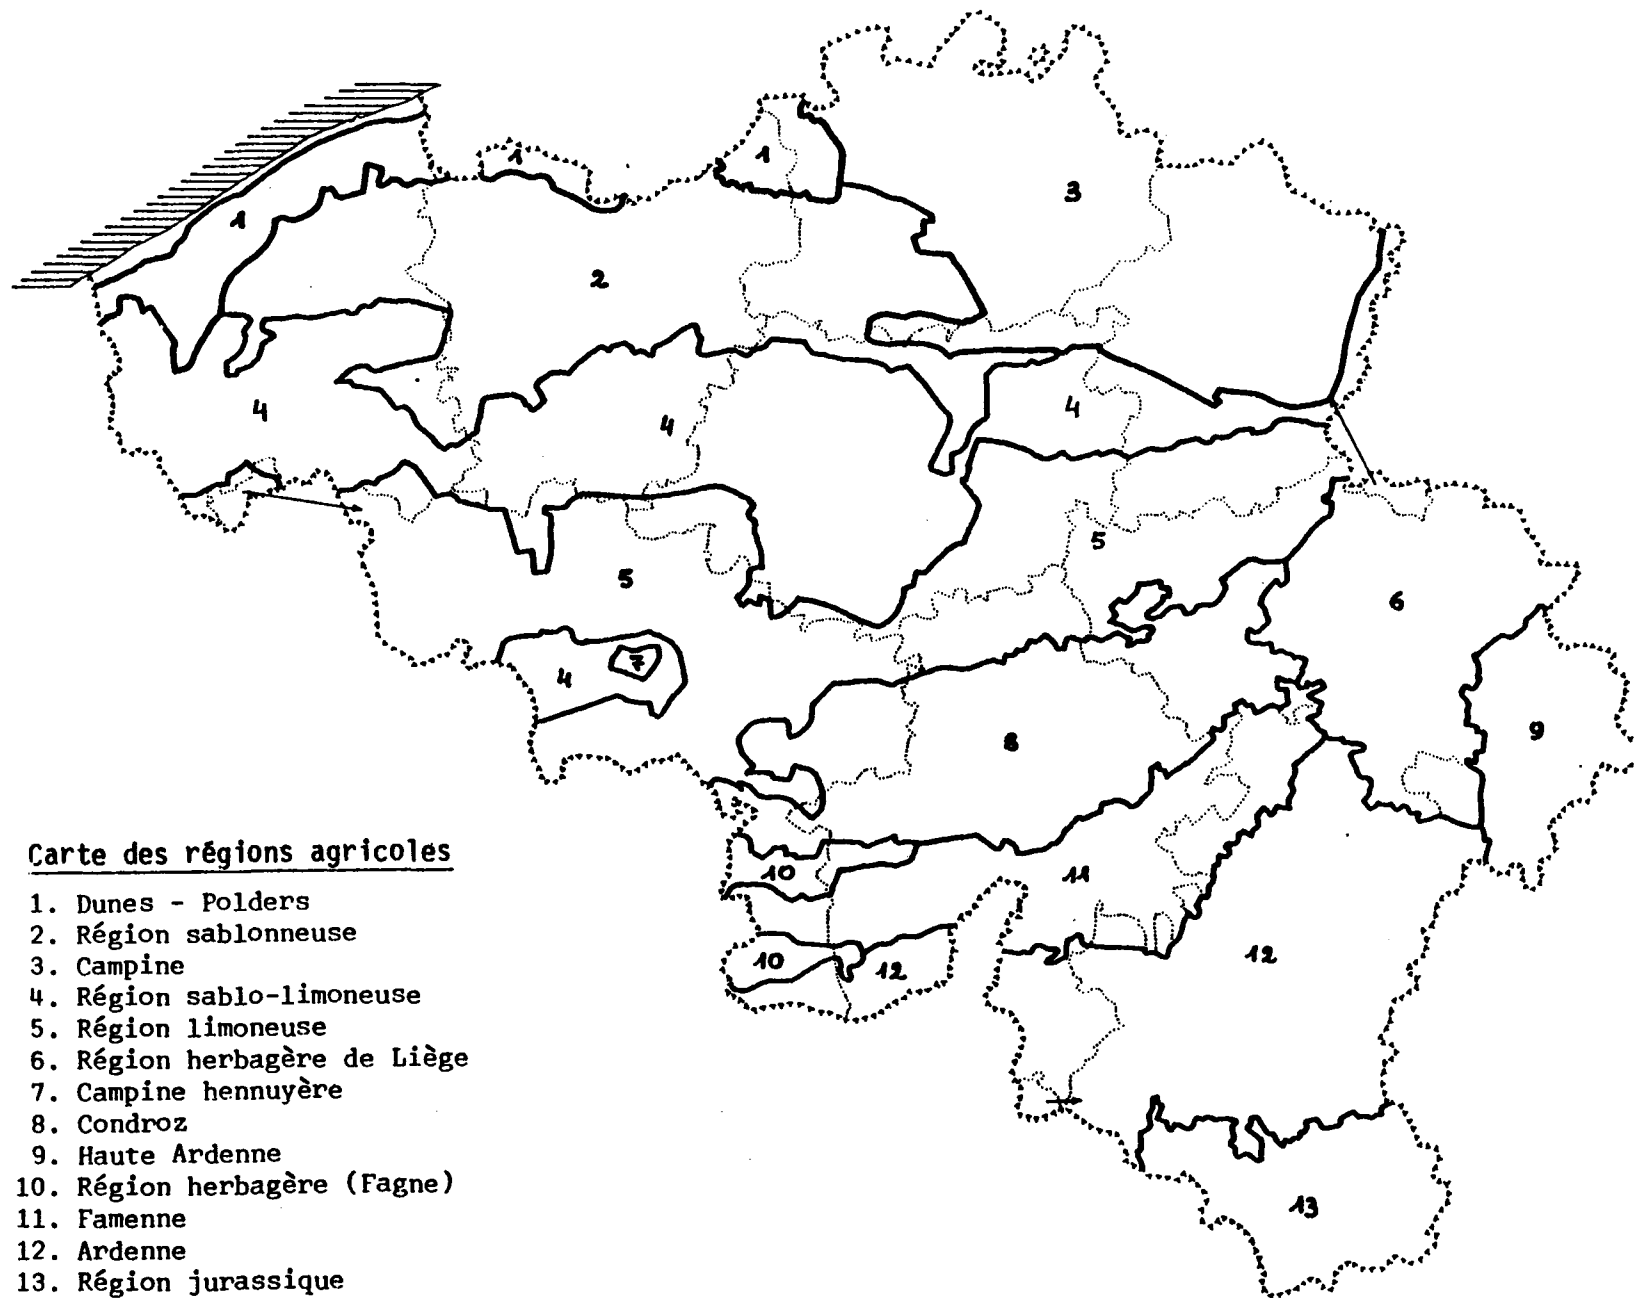 1
1
1
3
2
4
4
4
5
5
6
4
7
8
9
10
11
10
12
12
13
Carte des régions agricoles
1. Dunes - Polders
2. Région sablonneuse
3. Campine
4. Région sablo-limoneuse
5. Région limoneuse
6. Région herbagère de Liège
7. Campine hennuyère
8. Condroz
9. Haute Ardenne
10. Région herbagère (Fagne)
11. Famenne
12. Ardenne
13. Région jurassique